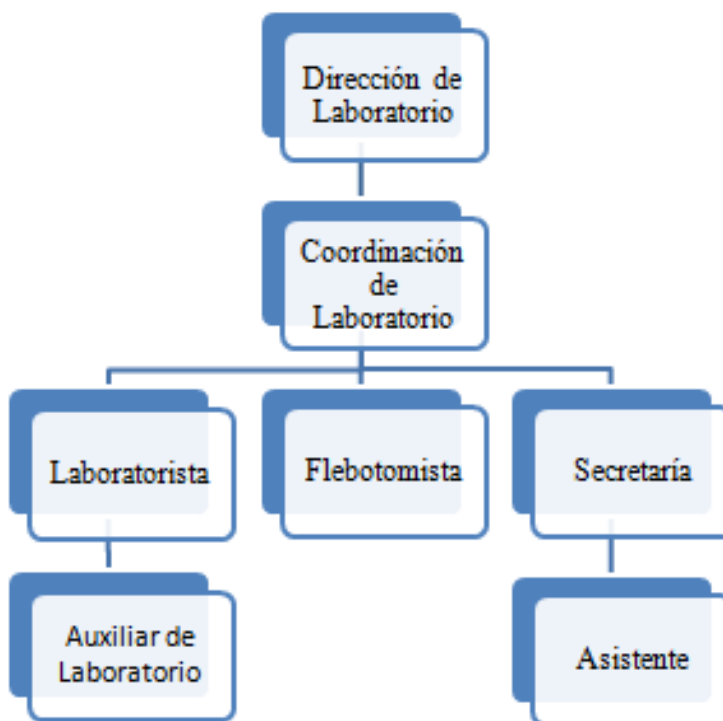 Dirección de
Laboratorio
Coordinación
de
Laboratorio
Laboratorista
Flebotomista
Secretaría
Auxiliar de
Laboratorio
Asistente